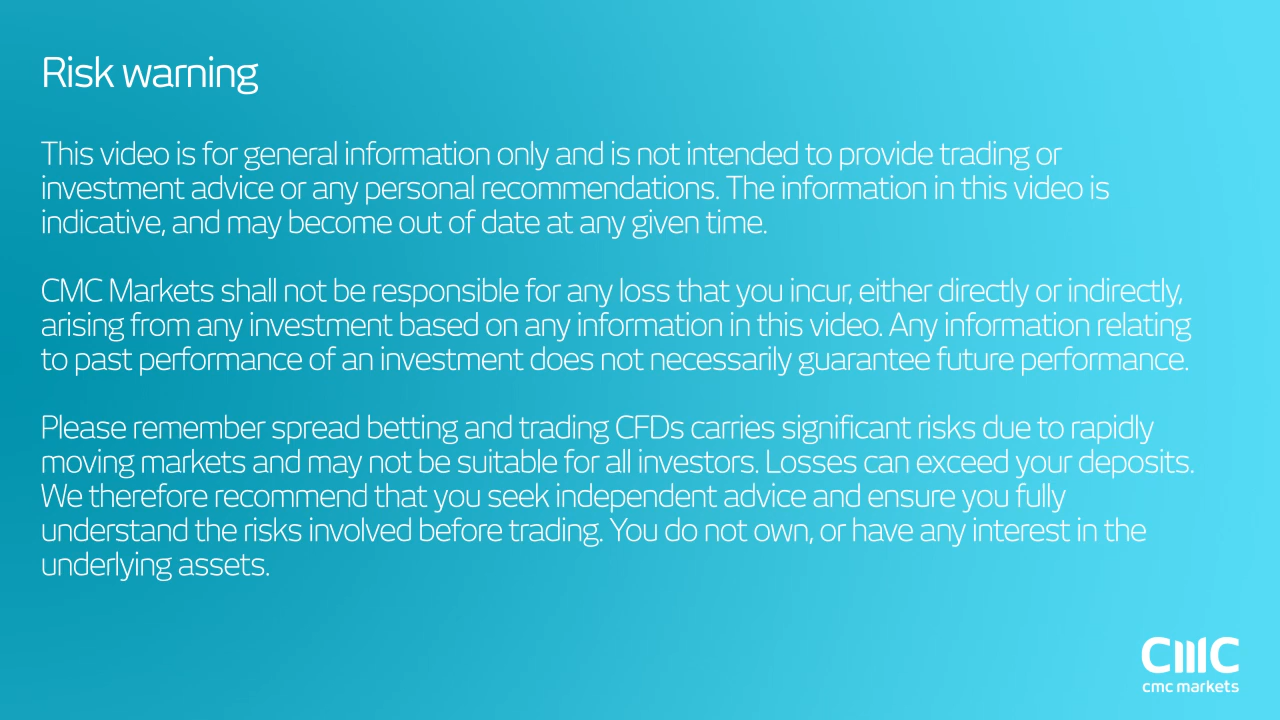 Risk warning
This video is for general information only and is not intended to provide trading or
investment advice or any personal recommendations. The information in this video is
indicative, and may become out of date at any given time.
CMC Markets shall not be responsible for any loss that you incur, either directly or indirectly,
arising from any investment based on any information in this video. Any information relating
to past performance of an investment does not necessarily guarantee future performance.
Please remember spread betting and trading CFDs carries significant risks due to rapidly
moving markets and may not be suitable for all investors. Losses can exceed your deposits.
We therefore recommend that you seek independent advice and ensure you fully
understand the risks involved before trading. You do not own, or have any interest in the
underlying assets.
CMC
cmc markets